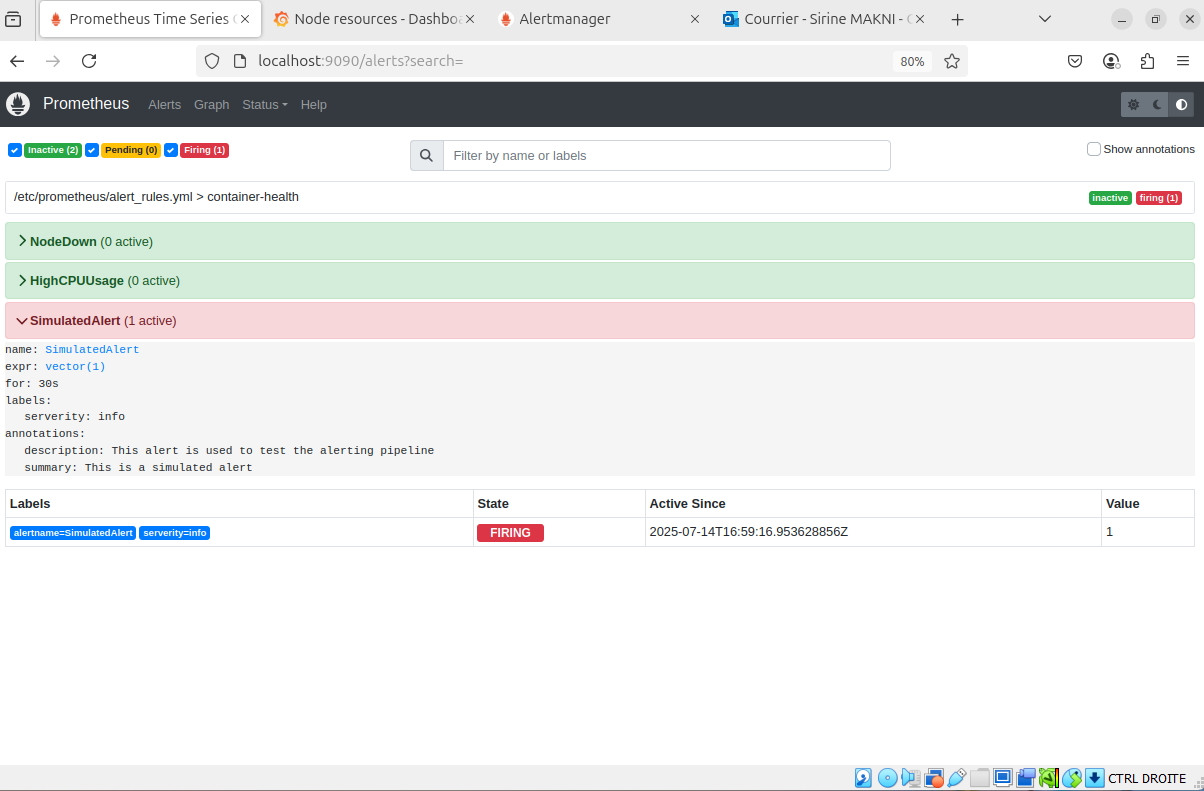 Prometheus Time Series
Node resources - Dashbo
Alertmanager
Courrier - Sirine MAKNI -
localhost:9090/alerts?search=
80%
Prometheus Alerts Graph Status Help
Inactive (2) Pending (0) Firing (1)
Filter by name or labels
Show annotations
/etc/prometheus/alert_rules.yml > container-health
inactive firing (1)
NodeDown (0 active)
HighCPUUsage (0 active)
SimulatedAlert (1 active)
name: SimulatedAlert
expr: vector(1)
for: 30s
labels:
serverity: info
annotations:
description: This alert is used to test the alerting pipeline
summary: This is a simulated alert
Labels State Active Since Value
alertname=SimulatedAlert serverity=info FIRING 2025-07-14T16:59:16.953628856Z 1
CTRL DROITE